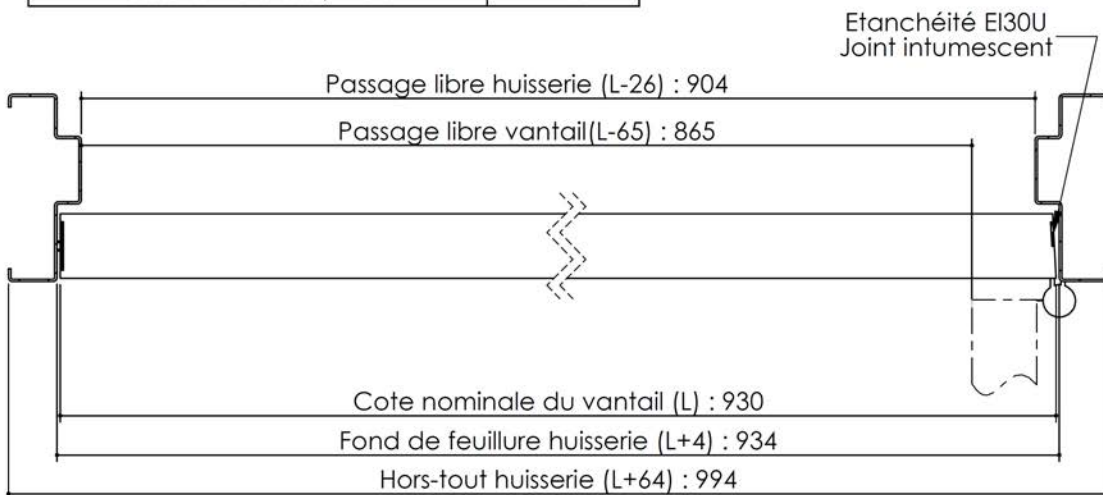 Etanchéité EI30U
Joint intumescent
Passage libre huisserie (L-26) : 904
Passage libre vantail(L-65) : 865
Cote nominale du vantail (L) : 930
Fond de feuillure huisserie (L+4) : 934
Hors-tout huisserie (L+64) : 994